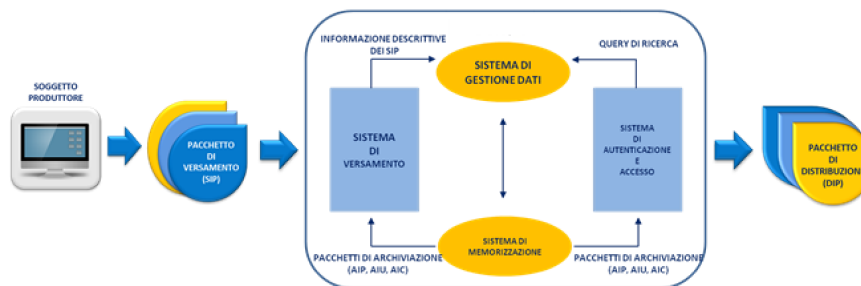 SOGGETTO
PRODUTTORE
PACCHETTO
DI
VERSAMENTO
(SIP)
INFORMAZIONE DESCRITTIVE
DEI SIP
QUERY DI RICERCA
SISTEMA DI
GESTIONE DATI
SISTEMA
DI
VERSAMENTO
SISTEMA
DI
AUTENTICAZIONE
E
ACCESSO
SISTEMA DI
MEMORIZZAZIONE
PACCHETTI DI ARCHIVIAZIONE
(AIP, AIU, AIC)
PACCHETTI DI ARCHIVIAZIONE
(AIP, AIU, AIC)
PACCHETTO
DI
DISTRIBUZION
(DIP)